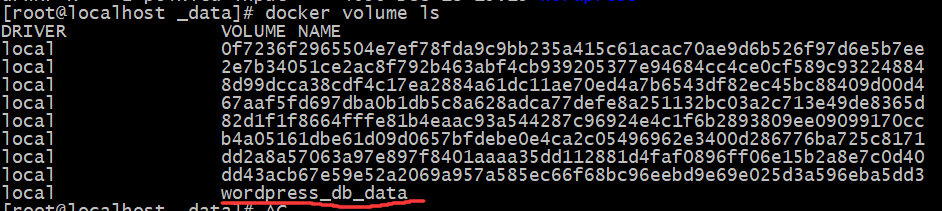 [root@localhost _data]# docker volume ls
DRIVER VOLUME NAME
local 0f7236f2965504e7ef78fda9c9bb235a415c61acac70ae9d6b526f97d6e5b7ee
local 2e7b34051ce2ac8f792b463abf4cb939205377e94684cc4ce0cf589c93224884
local 8d99dcca38cdf4c17ea2884a61dc11ae70ed4a7b6543df82ec45bc88409d00d4
local 67aaf5fd697dba0b1db5c8a628adca77defe8a251132bc03a2c713e49de8365d
local 82d1f1f8664fffe81b4eaac93a544287c96924e4c1f6b2893809ee09099170cc
local b4a05161dbe61d09d0657bfdebe0e4ca2c05496962e3400d286776ba725c8171
local dd2a8a57063a97e897f8401aaaa35dd112881d4faf0896ff06e15b2a8e7c0d40
local dd43acb67e59e52a2069a957a585ec66f68bc96eebd9e69e025d3a596eba5dd3
local wordpress_db_data
[root@localhost _data]# ^C